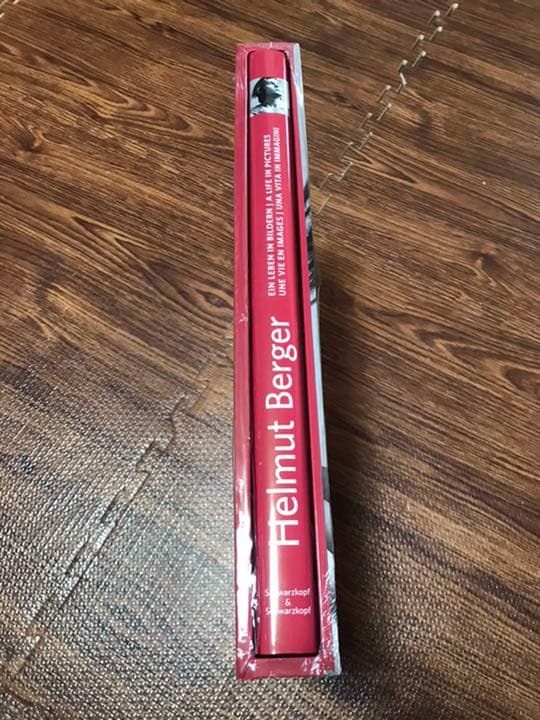 Helmut Berger
EIN LEBEN IN BILDERN | A LIFE IN PICTURES
UNE VIE EN IMAGES | UNA VITA IN IMMAGINI
Schwarzkopf
&
Schwarzkopf